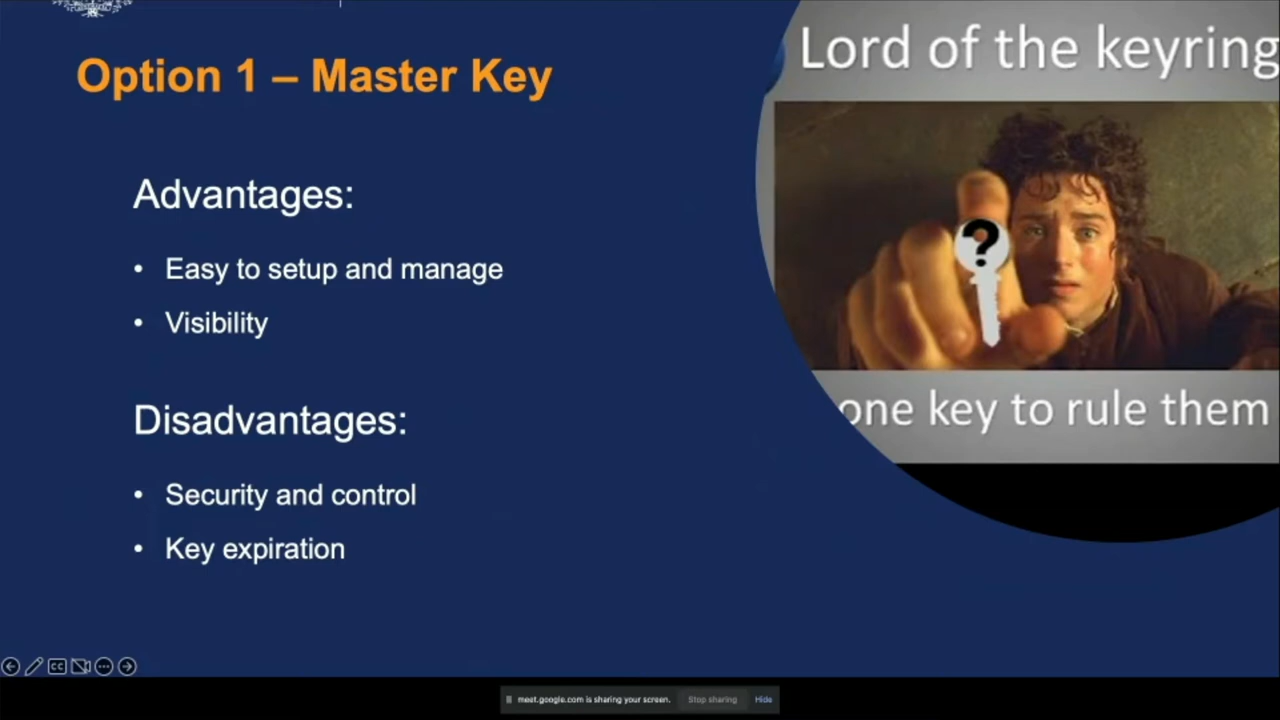 Option 1 – Master Key
Advantages:
• Easy to setup and manage
• Visibility
Disadvantages:
• Security and control
• Key expiration
Lord of the keyring
?
one key to rule them
CC
meet.google.com is sharing your screen.
Stop sharing
Hide